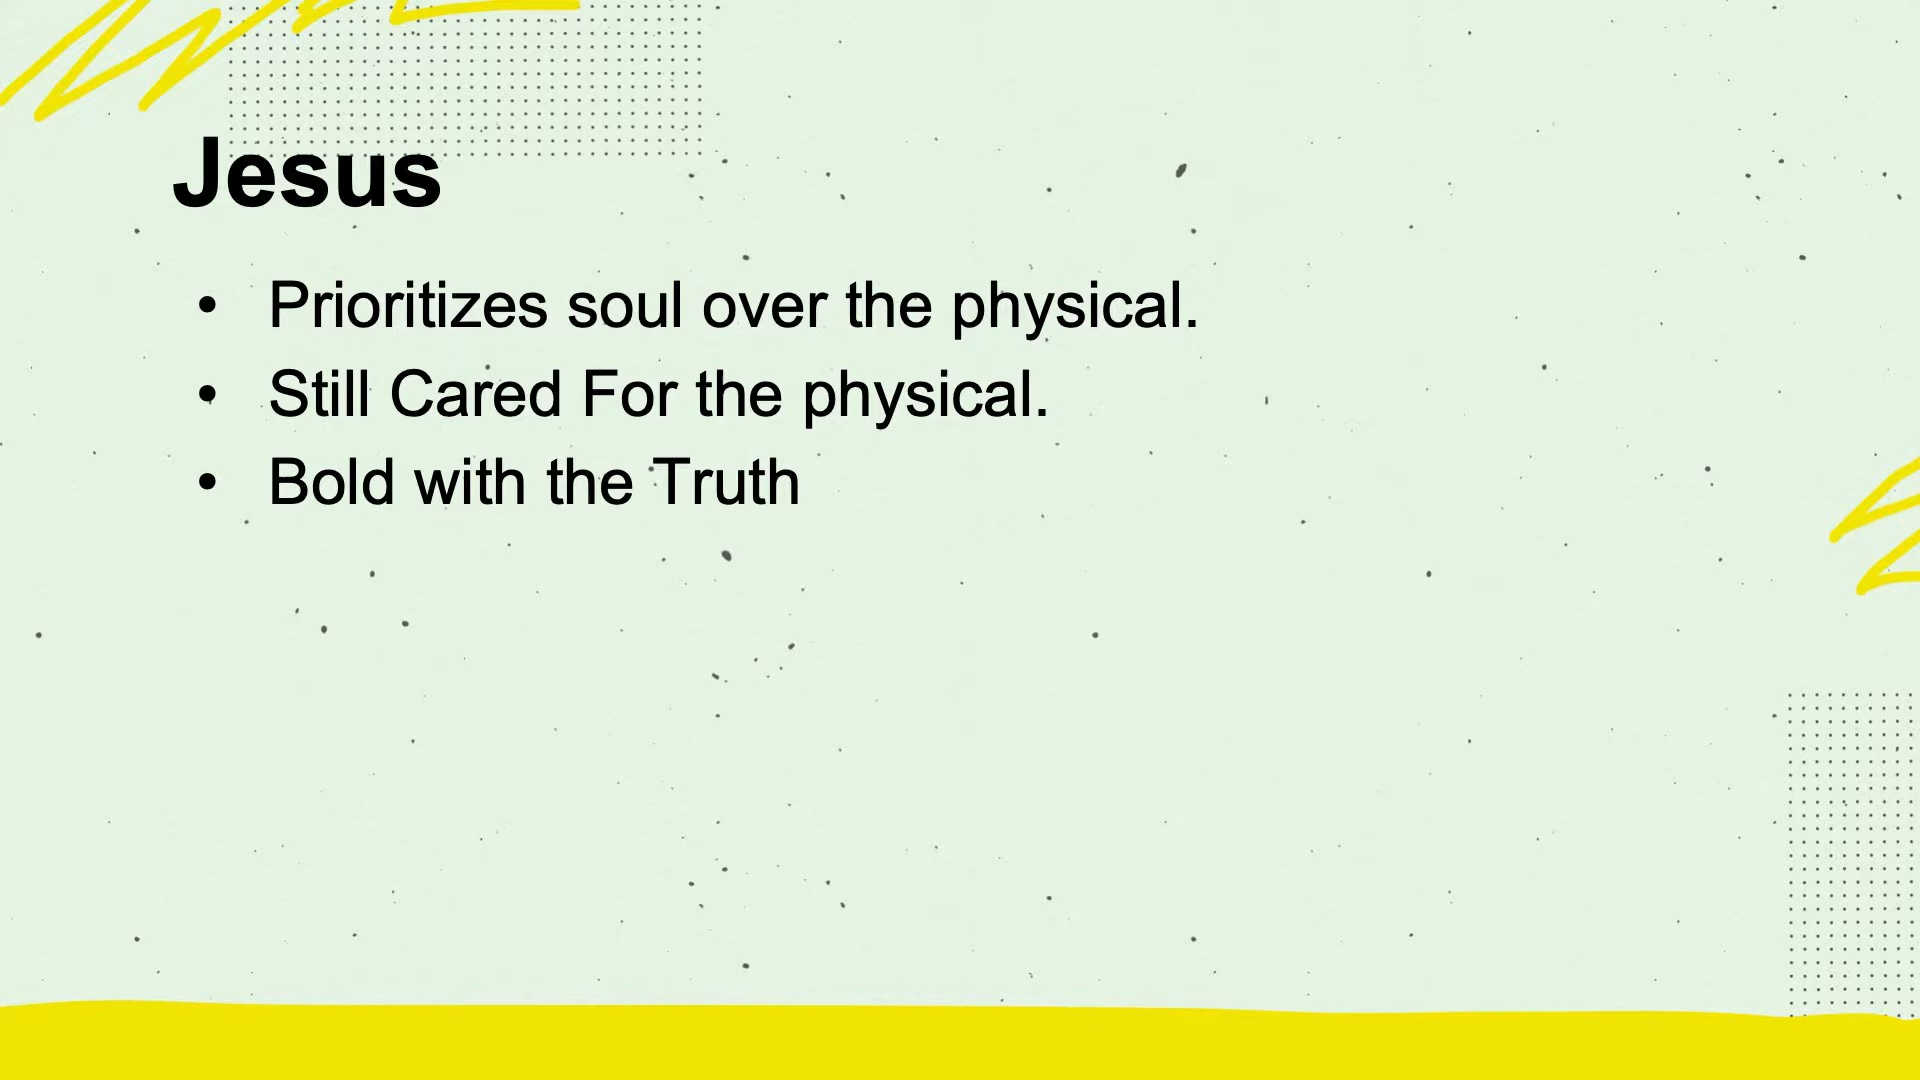 Jesus
• Prioritizes soul over the physical.
• Still Cared For the physical.
• Bold with the Truth